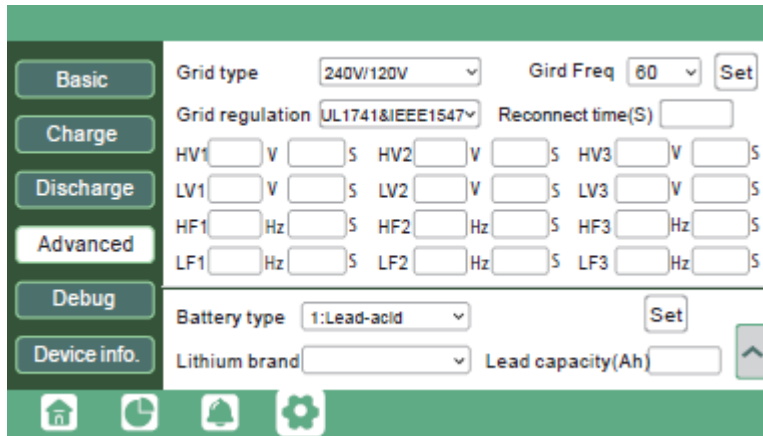 Basic
Charge
Discharge
Advanced
Debug
Device info.
Grid type 240V/120V Gird Freq 60 Set
Grid regulation UL1741&IEEE1547 Reconnect time(S)
HV1 V S HV2 V S HV3 V S
LV1 V S LV2 V S LV3 V S
HF1 Hz S HF2 Hz S HF3 Hz S
LF1 Hz S LF2 Hz S LF3 Hz S
Battery type 1:Lead-acid Set
Lithium brand Lead capacity(Ah)